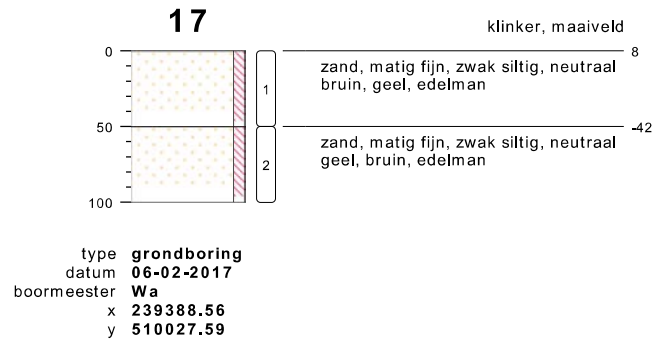 17
klinker, maaiveld
0
8
zand, matig fijn, zwak siltig, neutraal
bruin, geel, edelman
1
50
-42
zand, matig fijn, zwak siltig, neutraal
geel, bruin, edelman
2
100
type grondboring
datum 06-02-2017
boormeester Wa
x 239388.56
y 510027.59